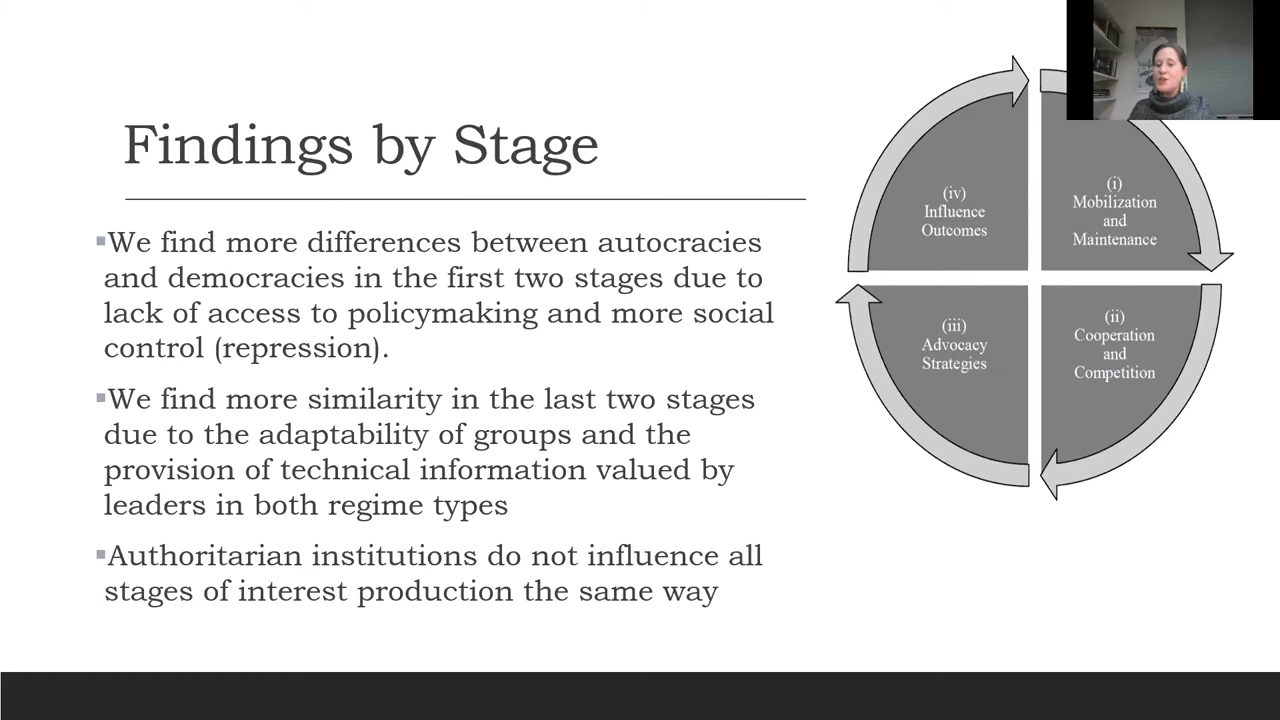 Findings by Stage
▪We find more differences between autocracies
and democracies in the first two stages due to
lack of access to policymaking and more social
control (repression).
▪We find more similarity in the last two stages
due to the adaptability of groups and the
provision of technical information valued by
leaders in both regime types
▪Authoritarian institutions do not influence all
stages of interest production the same way
(i)
Mobilization
and
Maintenance
(ii)
Cooperation
and
Competition
(iii)
Advocacy
Strategies
(iv)
Influence
Outcomes